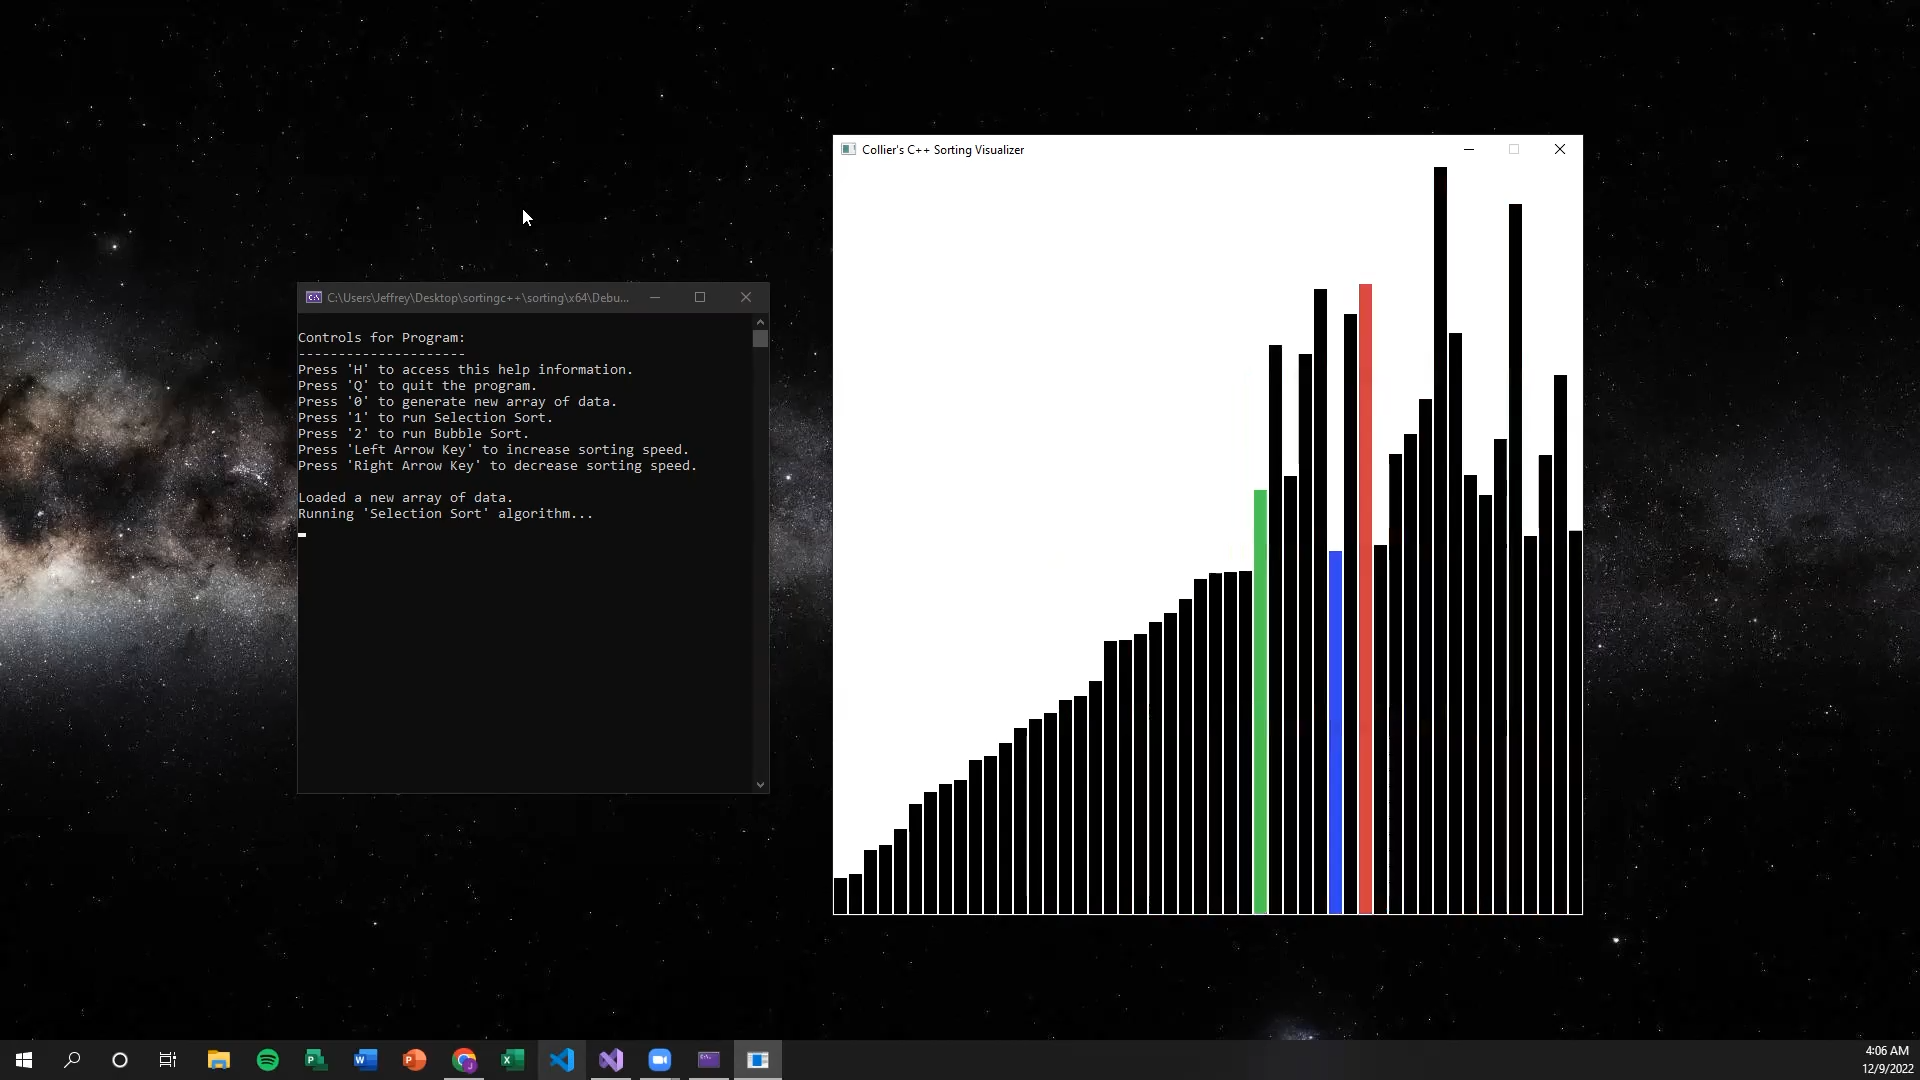 Collier's C++ Sorting Visualizer
C:\Users\Jeffrey\Desktop\sortingc++\sorting\x64\Debu...
Controls for Program:
---------------------
Press 'H' to access this help information.
Press 'Q' to quit the program.
Press '0' to generate new array of data.
Press '1' to run Selection Sort.
Press '2' to run Bubble Sort.
Press 'Left Arrow Key' to increase sorting speed.
Press 'Right Arrow Key' to decrease sorting speed.
Loaded a new array of data.
Running 'Selection Sort' algorithm...
4:06 AM
12/9/2022